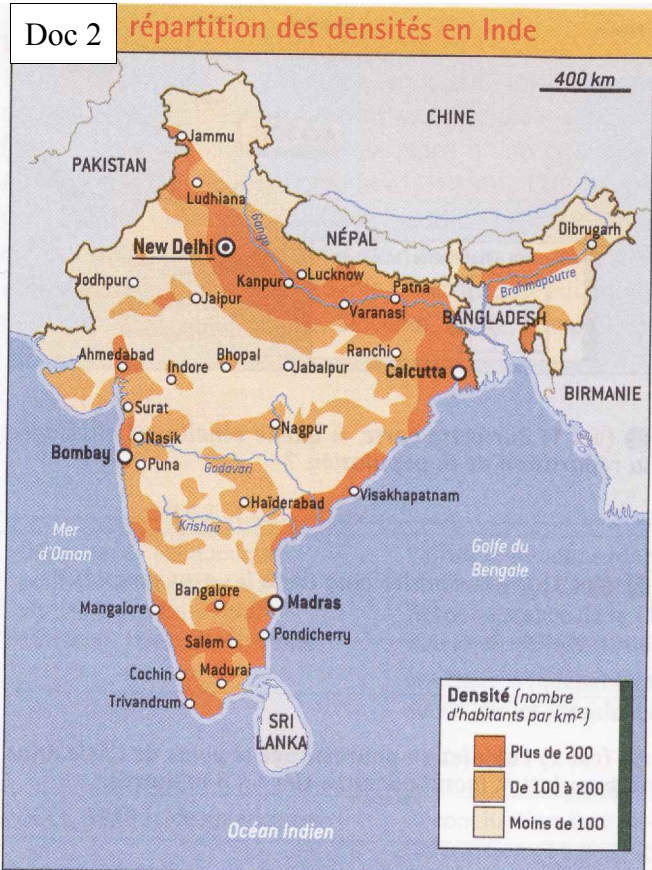 Doc 2
répartition des densités en Inde
400 km
CHINE
PAKISTAN
Jammu
Ludhiana
Gange
New Delhi
NÉPAL
Dibrugarh
Brahmapoutre
Jodhpur
Jaipur
Kanpur
Lucknow
Patna
Varanasi
BANGLADESH
Ahmedabad
Indore
Bhopal
Jabalpur
Ranchi
Calcutta
BIRMANIE
Surat
Nasik
Nagpur
Bombay
Puna
Godavari
Haïderabad
Visakhapatnam
Krishna
Mer
d'Oman
Golfe du
Bengale
Bangalore
Mangalore
Madras
Salem
Pondicherry
Cochin
Madurai
Trivandrum
SRI
LANKA
Densité (nombre
d'habitants par km²)
Plus de 200
De 100 à 200
Moins de 100
Océan Indien